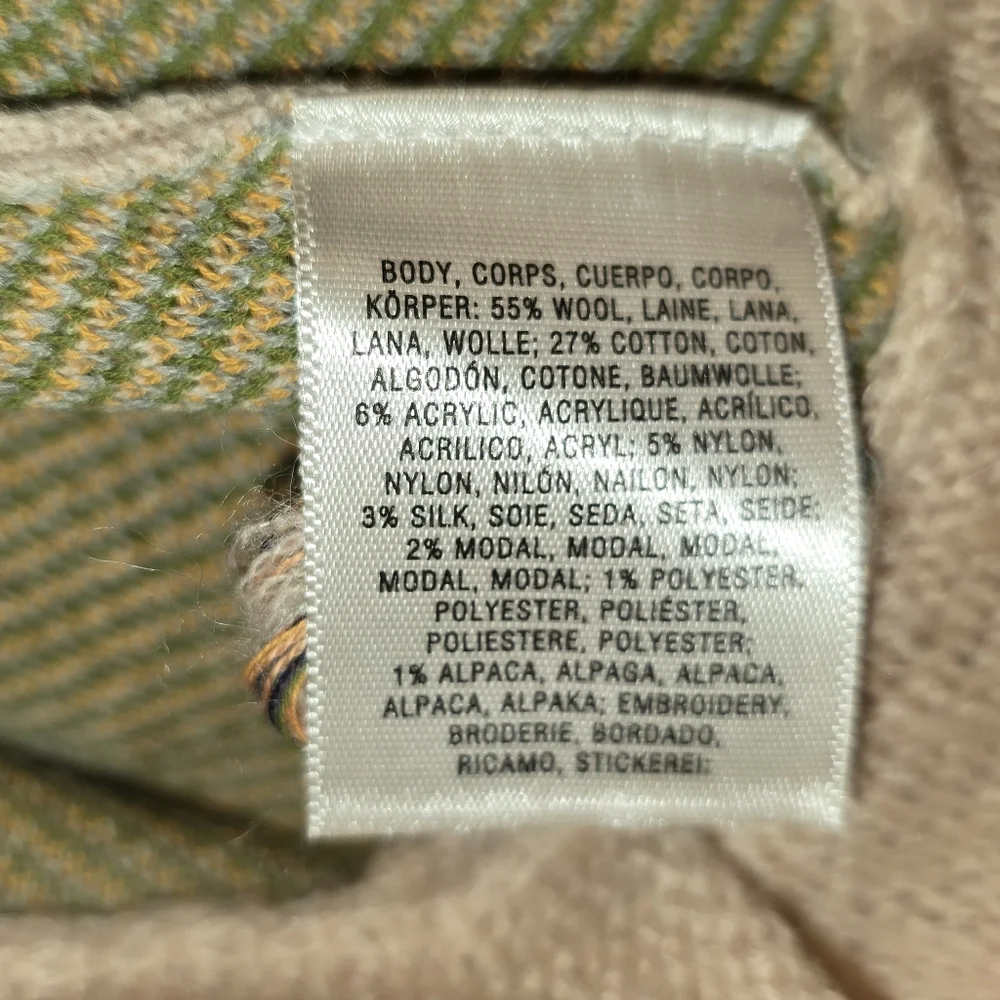 BODY, CORPS, CUERPO, CORPO,
KÖRPER: 55% WOOL, LAINE, LANA,
LANA, WOLLE; 27% COTTON, COTON,
ALGODÓN, COTONE, BAUMWOLLE;
6% ACRYLIC, ACRYLIQUE, ACRÍLICO,
ACRILICO, ACRYL; 5% NYLON,
NYLON, NILÓN, NAILON, NYLON;
3% SILK, SOIE, SEDA, SETA, SEIDE;
2% MODAL, MODAL, MODAL,
MODAL, MODAL; 1% POLYESTER,
POLYESTER, POLIÉSTER,
POLIESTERE, POLYESTER;
1% ALPACA, ALPAGA, ALPACA,
ALPACA, ALPAKA; EMBROIDERY,
BRODERIE, BORDADO,
RICAMO, STICKEREI: